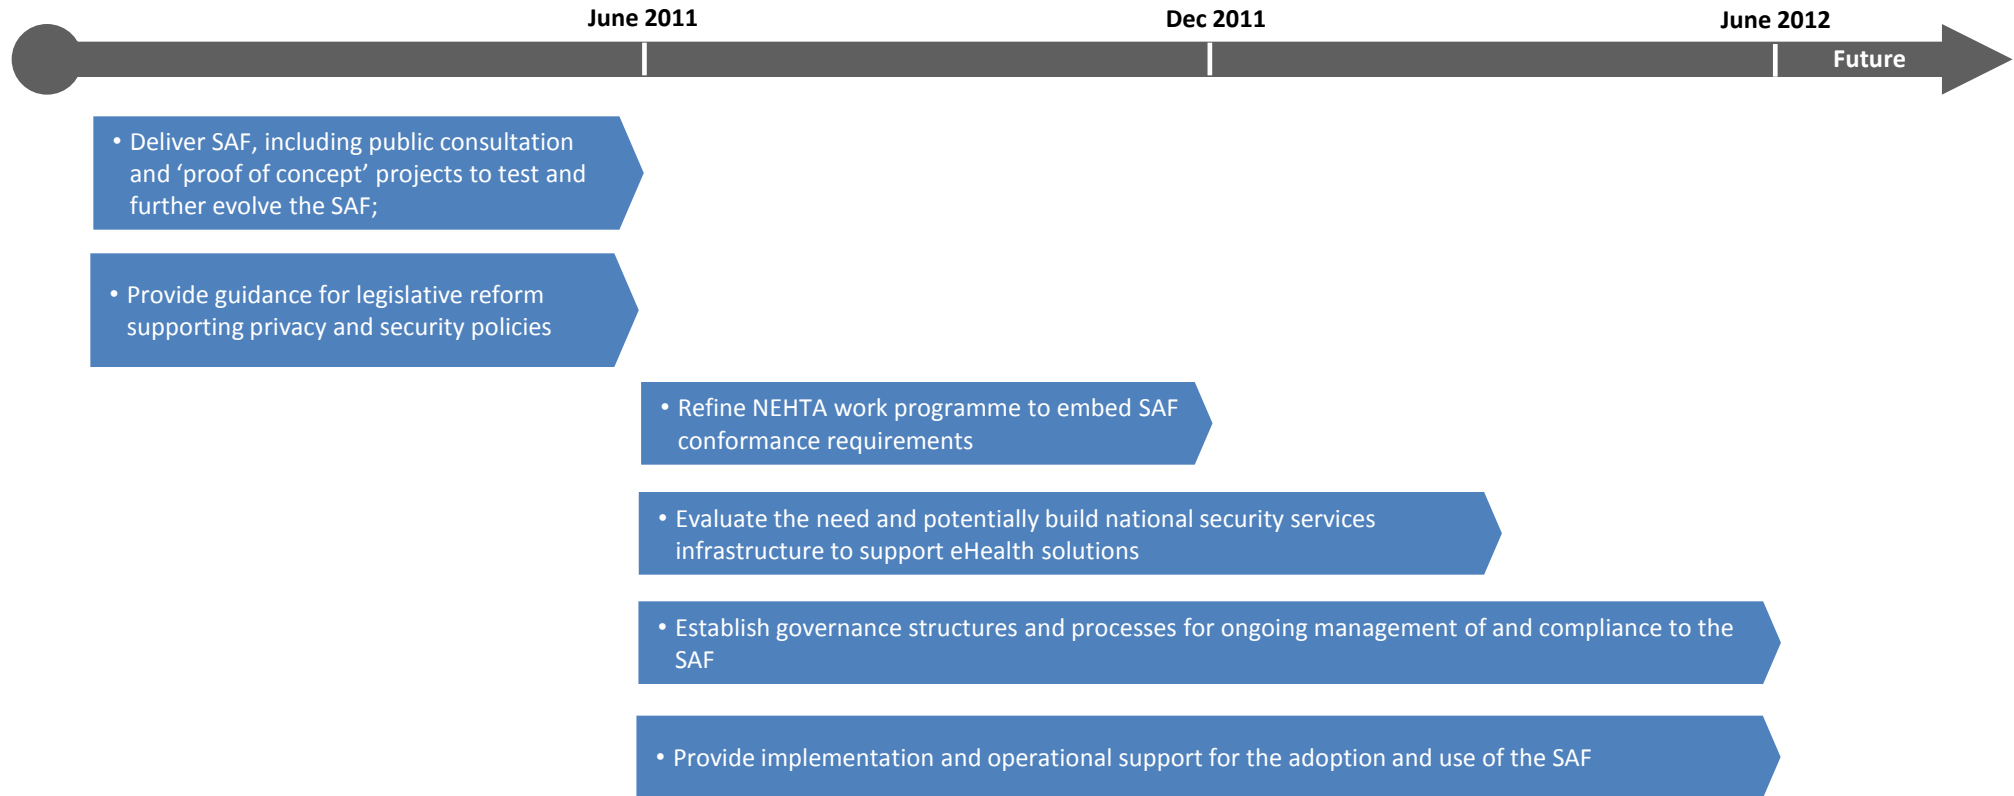 June 2011
Dec 2011
June 2012
Future
• Deliver SAF, including public consultation
and ‘proof of concept’ projects to test and
further evolve the SAF;
• Provide guidance for legislative reform
supporting privacy and security policies
• Refine NEHTA work programme to embed SAF
conformance requirements
• Evaluate the need and potentially build national security services
infrastructure to support eHealth solutions
• Establish governance structures and processes for ongoing management of and compliance to the
SAF
• Provide implementation and operational support for the adoption and use of the SAF